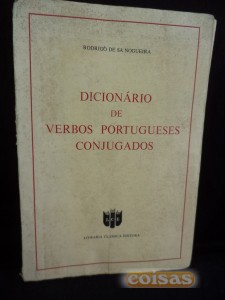 RODRIGO DE SÁ NOGUEIRA
DICIONÁRIO
DE
VERBOS PORTUGUESES
CONJUGADOS
LIVRARIA CLÁSSICA EDITORA
coisas